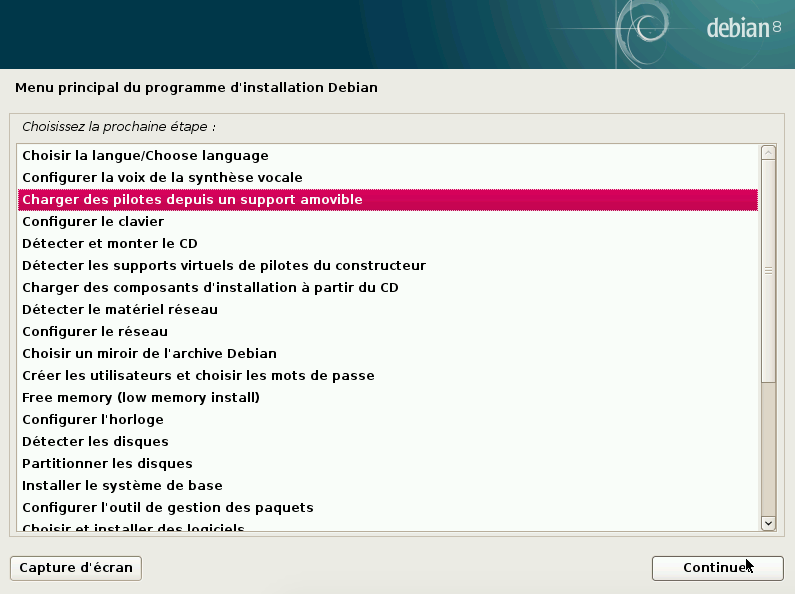 debian 8
Menu principal du programme d'installation Debian
Choisissez la prochaine étape :
Choisir la langue/Choose language
Configurer la voix de la synthèse vocale
Charger des pilotes depuis un support amovible
Configurer le clavier
Détecter et monter le CD
Détecter les supports virtuels de pilotes du constructeur
Charger des composants d'installation à partir du CD
Détecter le matériel réseau
Configurer le réseau
Choisir un miroir de l'archive Debian
Créer les utilisateurs et choisir les mots de passe
Free memory (low memory install)
Configurer l'horloge
Détecter les disques
Partitionner les disques
Installer le système de base
Configurer l'outil de gestion des paquets
Choisir et installer des logiciels
Capture d'écran
Continuer